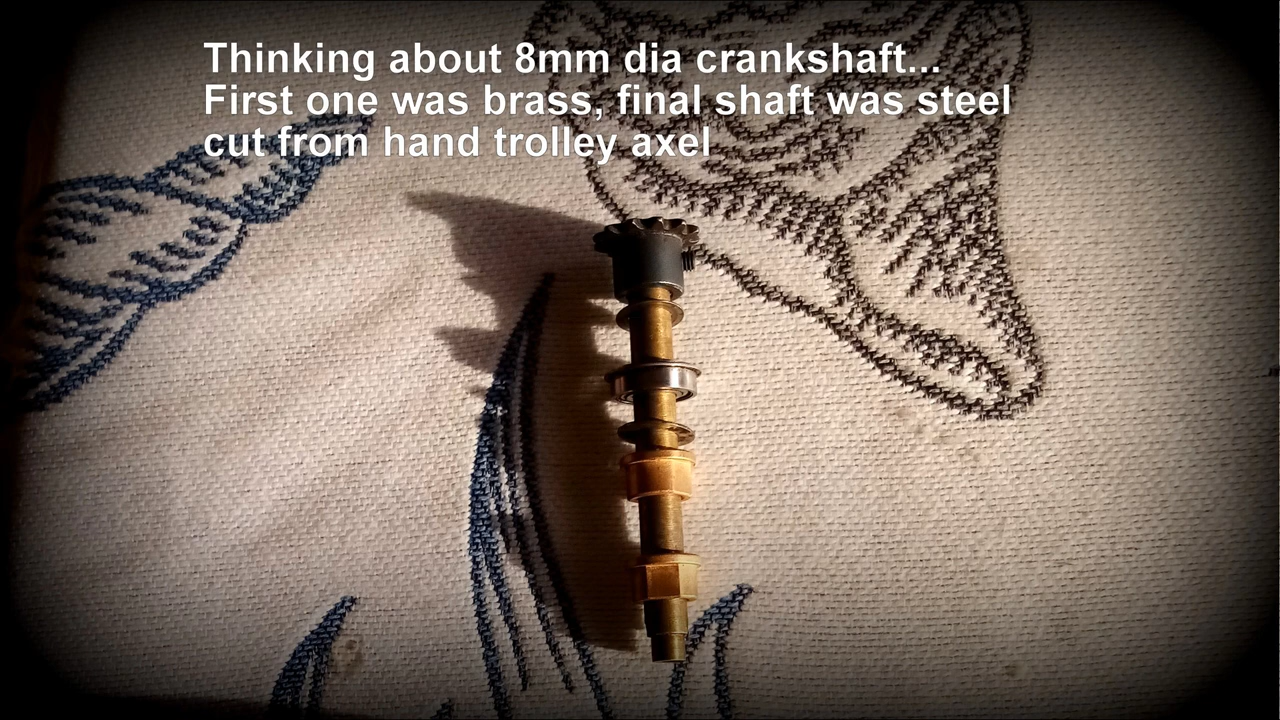 Thinking about 8mm dia crankshaft...
First one was brass, final shaft was steel
cut from hand trolley axel